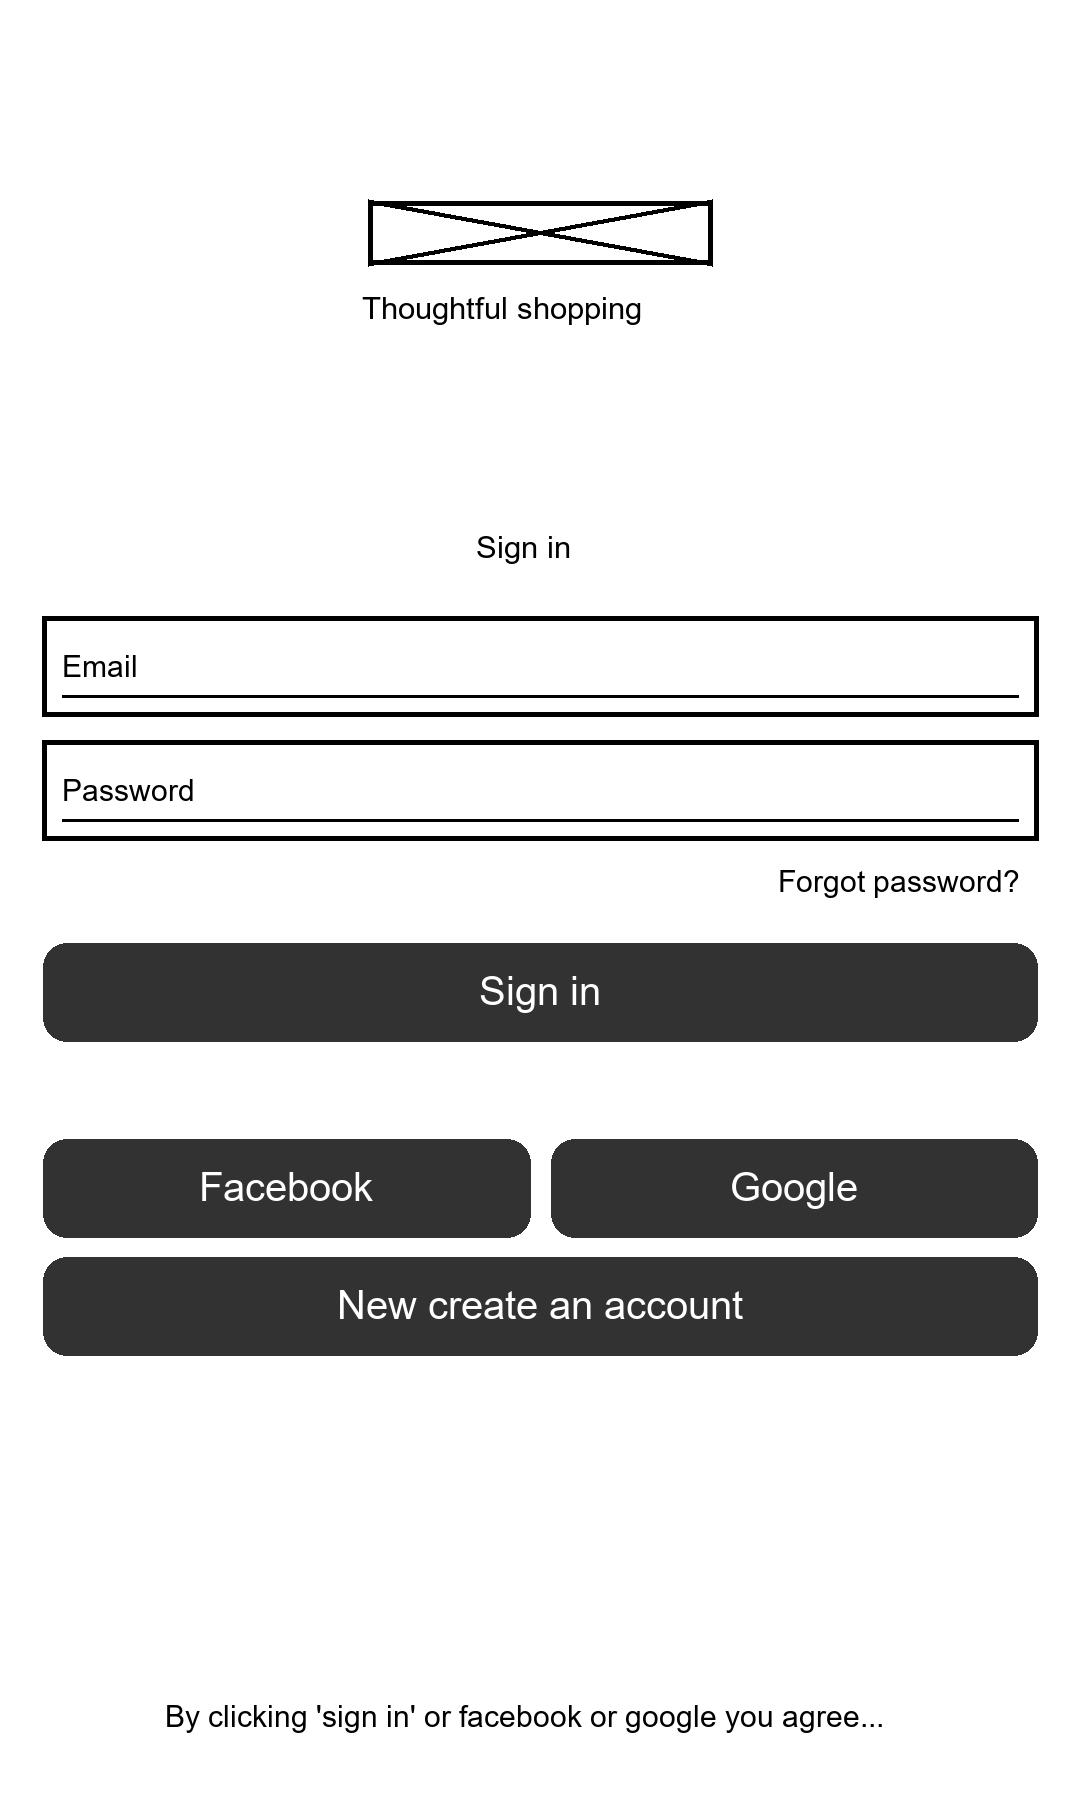 Thoughtful shopping
Sign in
Email
Password
Forgot password?
Sign in
Facebook
Google
New create an account
By clicking 'sign in' or facebook or google you agree...